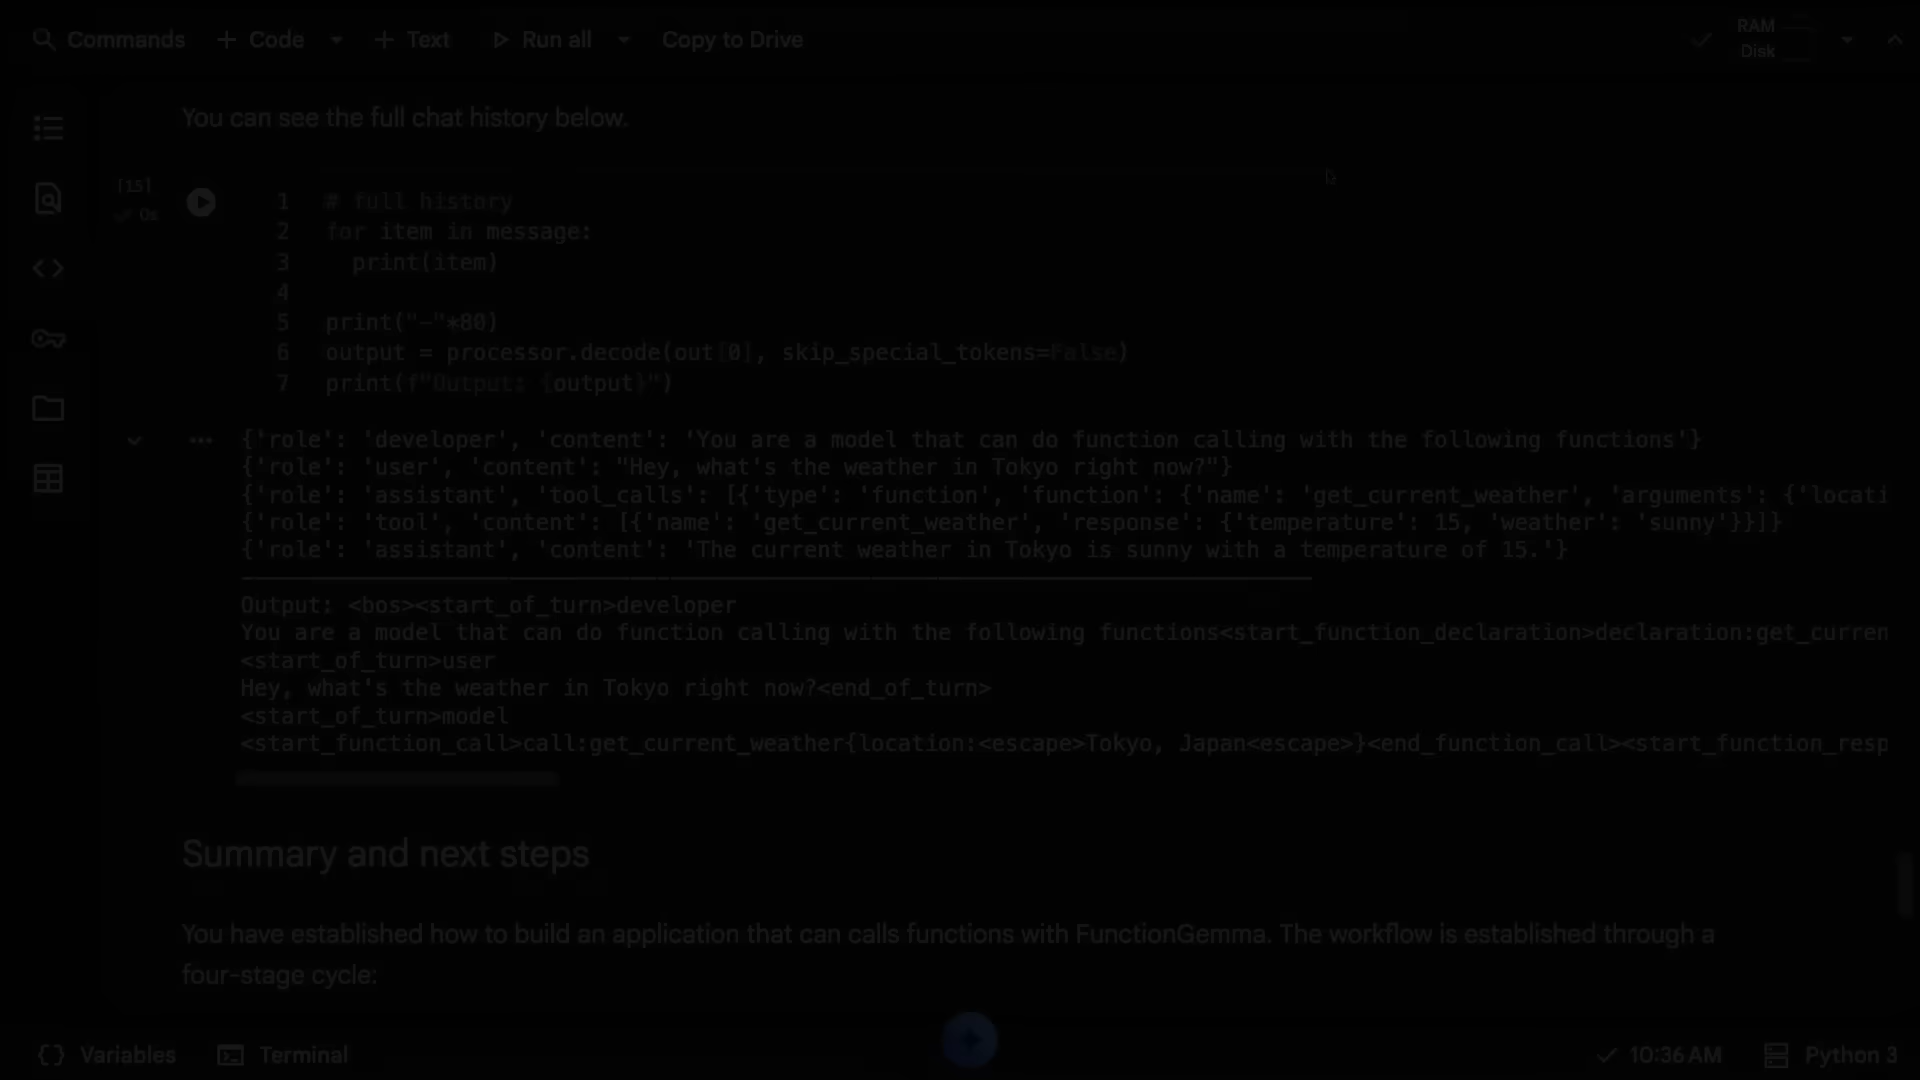 Commands + Code + Text Run all Copy to Drive RAM
Disk
You can see the full chat history below.
[15]
0s
1 # full history
2 for item in message:
3 print(item)
4
5 print("-"*80)
6 output = processor.decode(out[0], skip_special_tokens=False)
7 print(f"Output: {output}")
{'role': 'developer', 'content': 'You are a model that can do function calling with the following functions'}
{'role': 'user', 'content': "Hey, what's the weather in Tokyo right now?"}
{'role': 'assistant', 'tool_calls': [{'type': 'function', 'function': {'name': 'get_current_weather', 'arguments': {'locati
{'role': 'tool', 'content': [{'name': 'get_current_weather', 'response': {'temperature': 15, 'weather': 'sunny'}}]}
{'role': 'assistant', 'content': 'The current weather in Tokyo is sunny with a temperature of 15.'}
--------------------------------------------------------------------------------
Output: <bos><start_of_turn>developer
You are a model that can do function calling with the following functions<start_function_declaration>declaration:get_curren
<start_of_turn>user
Hey, what's the weather in Tokyo right now?<end_of_turn>
<start_of_turn>model
<start_function_call>call:get_current_weather{location:<escape>Tokyo, Japan<escape>}<end_function_call><start_function_resp
Summary and next steps
You have established how to build an application that can calls functions with FunctionGemma. The workflow is established through a
four-stage cycle:
{} Variables Terminal 10:36 AM Python 3